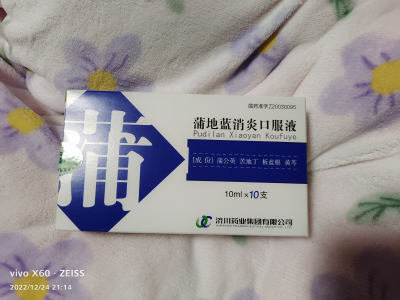 国药准字Z20030095
蒲地蓝消炎口服液
Pudilan Xiaoyan Koufuye
[成份] 蒲公英 苦地丁 板蓝根 黄芩
10ml×10支
蒲
济川药业集团有限公司
vivo X60 · ZEISS
2022/12/24 21:14